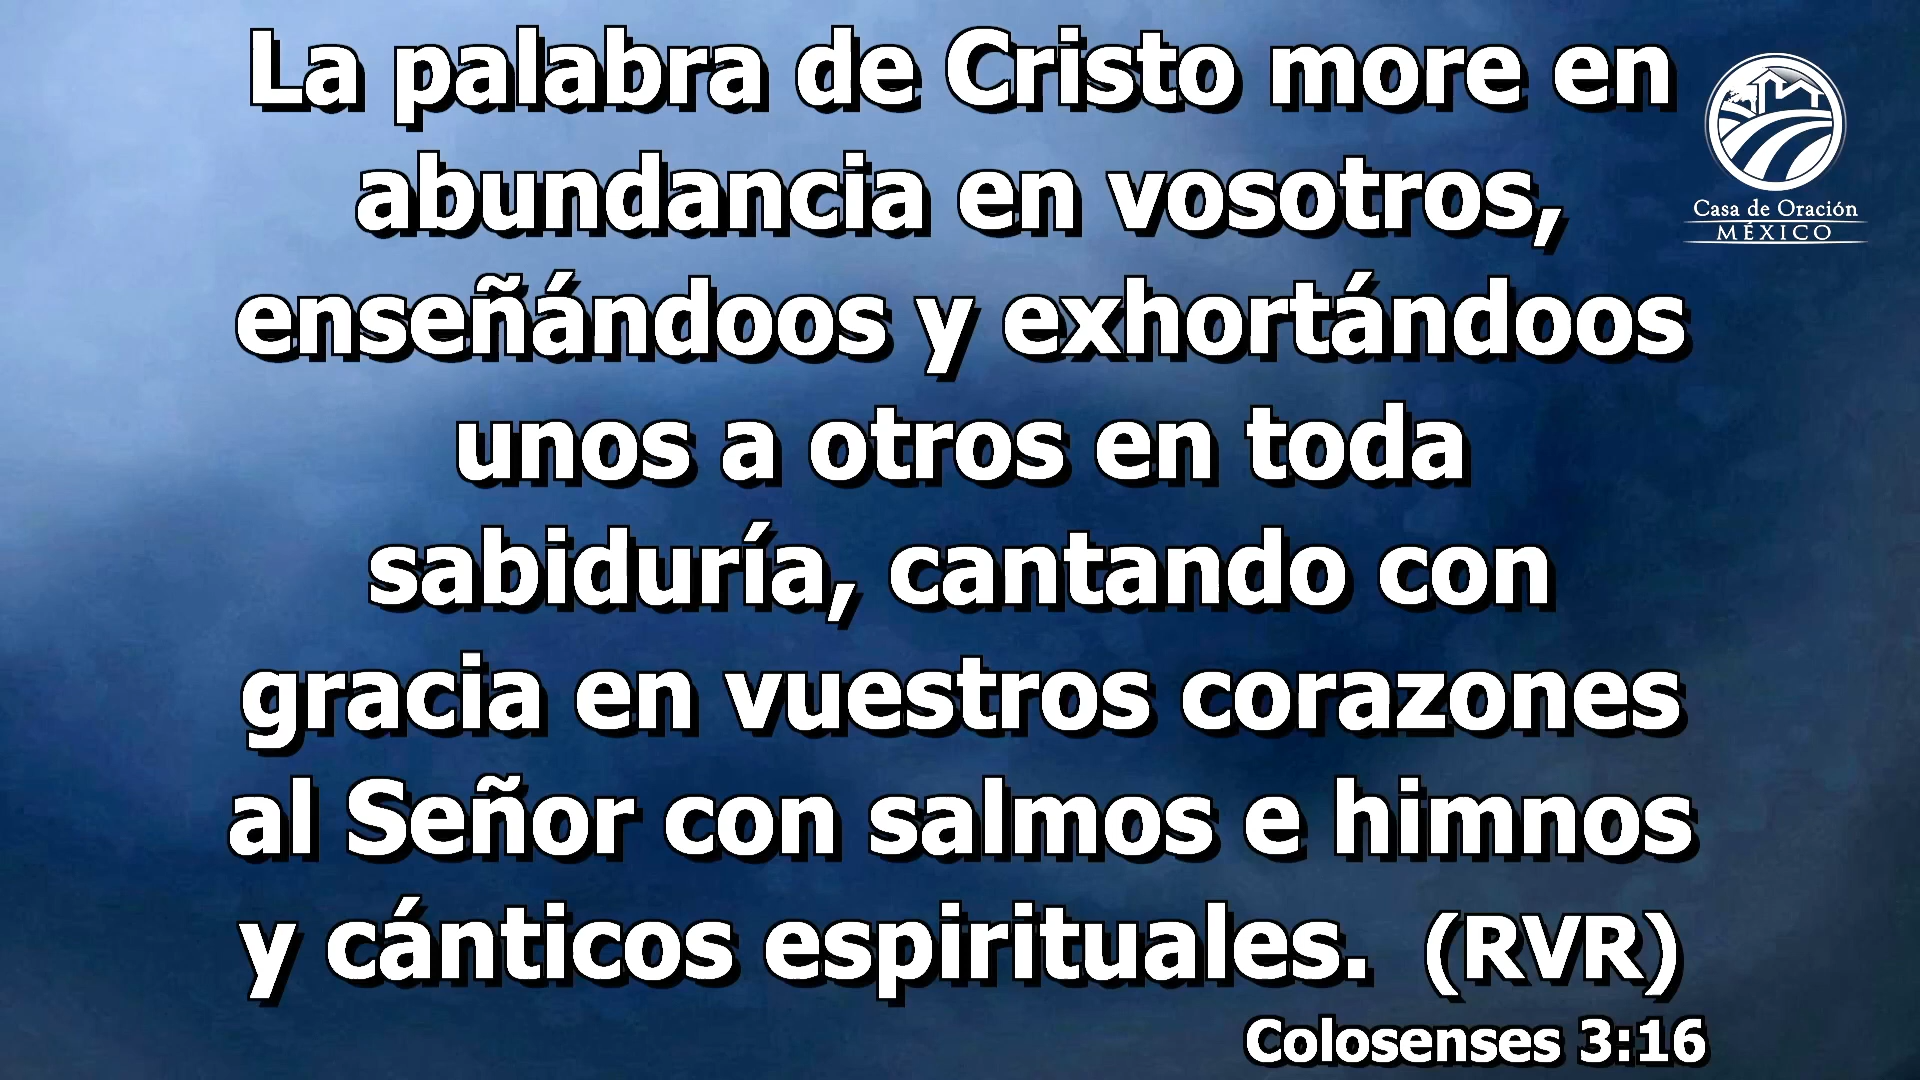 La palabra de Cristo more en
abundancia en vosotros,
enseñándoos y exhortándoos
unos a otros en toda
sabiduría, cantando con
gracia en vuestros corazones
al Señor con salmos e himnos
y cánticos espirituales.  (RVR)
Colosenses 3:16
Casa de Oración
MÉXICO